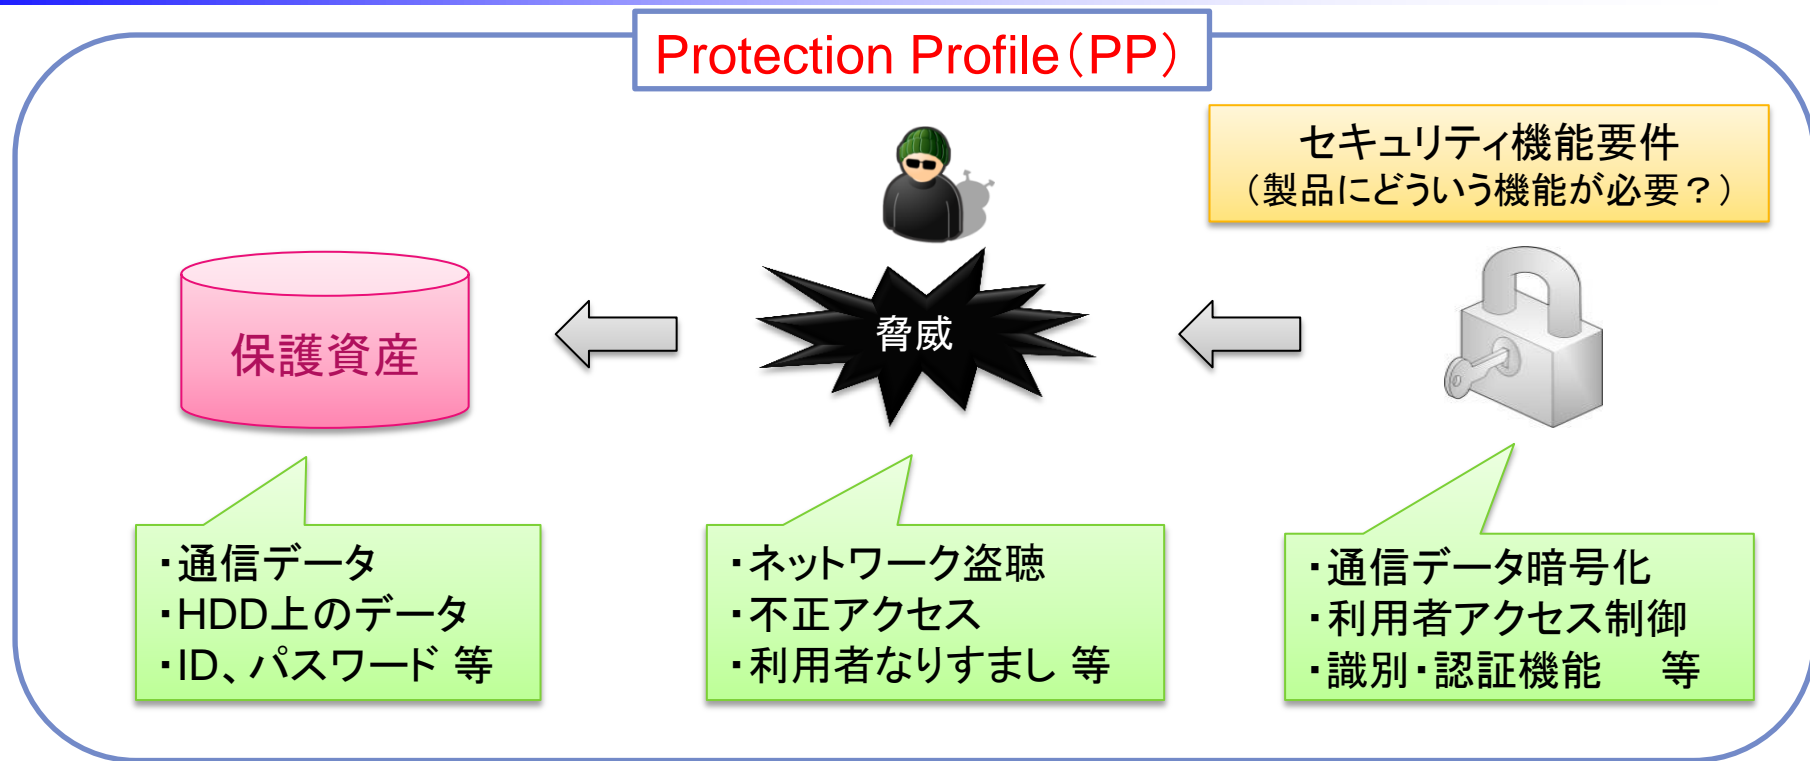 Protection Profile(PP)
セキュリティ機能要件
(製品にどういう機能が必要?)
保護資産
脅威
・通信データ
・HDD上のデータ
・ID、パスワード 等
・ネットワーク盗聴
・不正アクセス
・利用者なりすまし 等
・通信データ暗号化
・利用者アクセス制御
・識別・認証機能 等